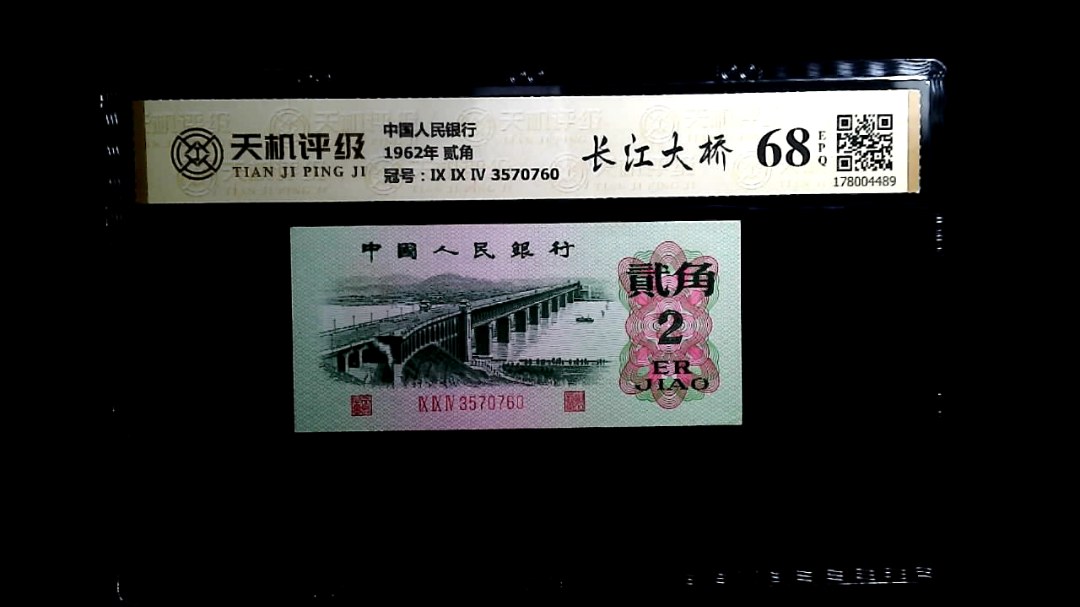 天机评级
TIAN JI PING JI
中国人民银行
1962年 贰角
冠号：IX IX IV 3570760
长江大桥
68
EPQ
178004489
中國人民銀行
貳角
2
ER
JIAO
IX IX IV 3570760